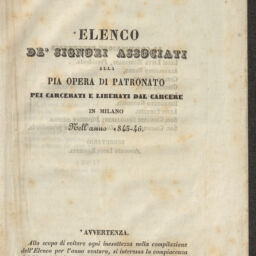 ELENCO
DE' SIGNORI ASSOCIATI
ALLA
PIA OPERA DI PATRONATO
PEI CARCERATI E LIBERATI DAL CARCERE
IN MILANO
Nell'anno 1845-46.
AVVERTENZA.
Allo scopo di evitare ogni inesattezza nella compilazione
dell'Elenco per l'anno venturo, si interessa la compiacenza